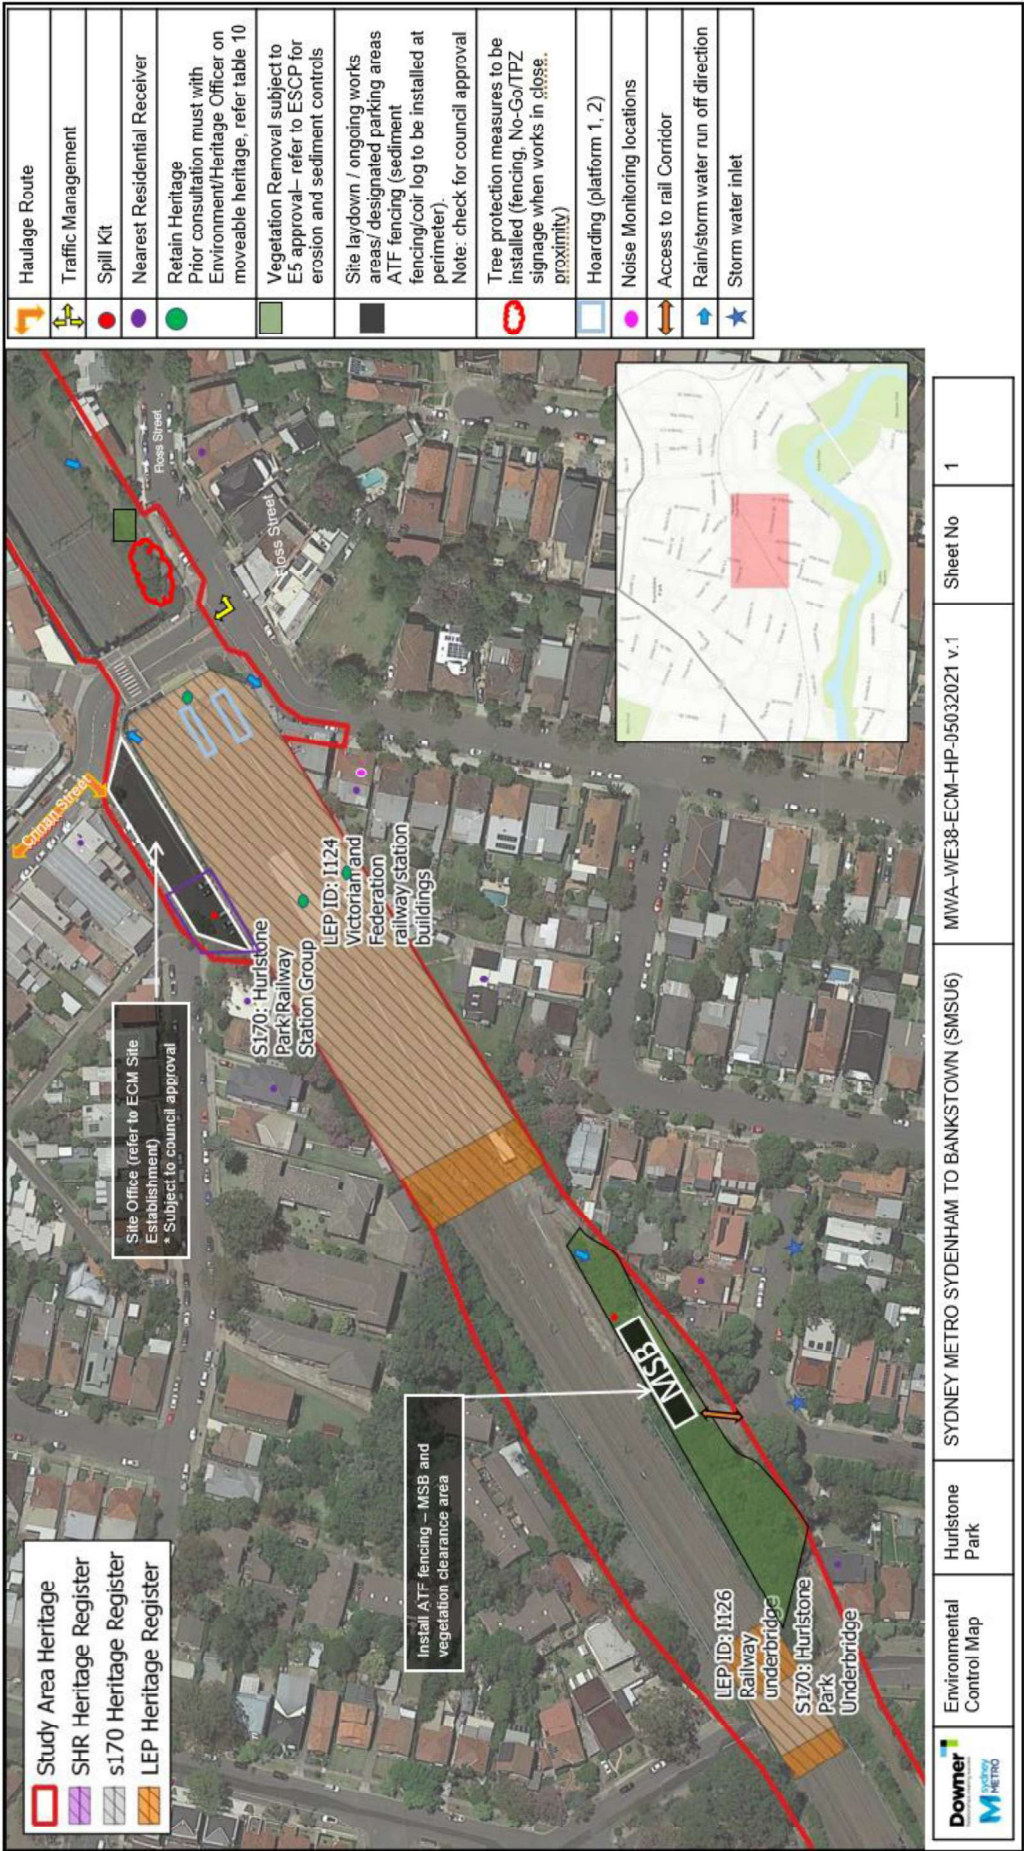 Study Area Heritage
SHR Heritage Register
s170 Heritage Register
LEP Heritage Register
Site Office (refer to ECM Site
Establishment)
* Subject to council approval
Install ATF fencing – MSB and
vegetation clearance area
MSB
Crinan Street
Floss Street
Floss Street
S170: Hurlstone
Park Railway
Station Group
LEP ID: I124
Victorian and
Federation
railway station
buildings
LEP ID: I126
Railway
underbridge
S170: Hurlstone
Park
Underbridge
Haulage Route
Traffic Management
Spill Kit
Nearest Residential Receiver
Retain Heritage
Prior consultation must with
Environment/Heritage Officer on
moveable heritage, refer table 10
Vegetation Removal subject to
E5 approval– refer to ESCP for
erosion and sediment controls
Site laydown / ongoing works
areas/ designated parking areas
ATF fencing (sediment
fencing/coir log to be installed at
perimeter).
Note: check for council approval
Tree protection measures to be
installed (fencing, No-Go/TPZ
signage when works in close
proximity)
Hoarding (platform 1, 2)
Noise Monitoring locations
Access to rail Corridor
Rain/storm water run off direction
Storm water inlet
Downer
sydney
METRO
Environmental
Control Map
Hurlstone
Park
SYDNEY METRO SYDENHAM TO BANKSTOWN (SMSU6)
MWA–WE38-ECM–HP-05032021 v.1
Sheet No
1